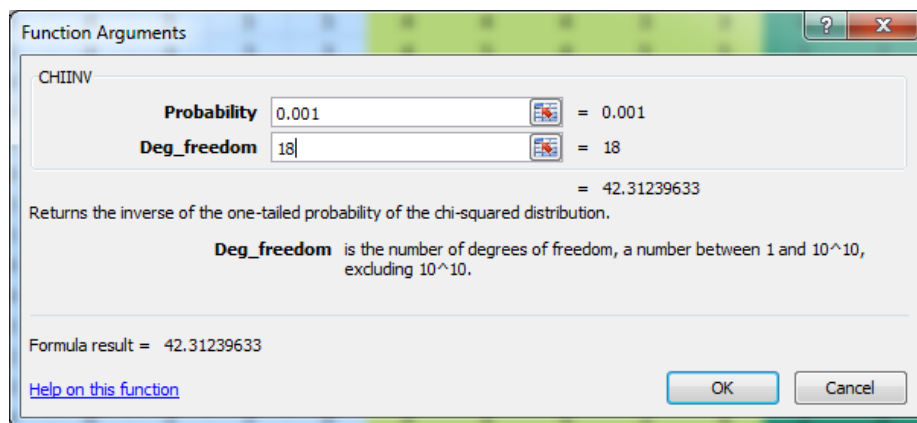 Function Arguments
?
X
CHIINV
Probability 0.001 = 0.001
Deg_freedom 18 = 18
= 42.31239633
Returns the inverse of the one-tailed probability of the chi-squared distribution.
Deg_freedom is the number of degrees of freedom, a number between 1 and 10^10,
excluding 10^10.
Formula result = 42.31239633
Help on this function
OK
Cancel